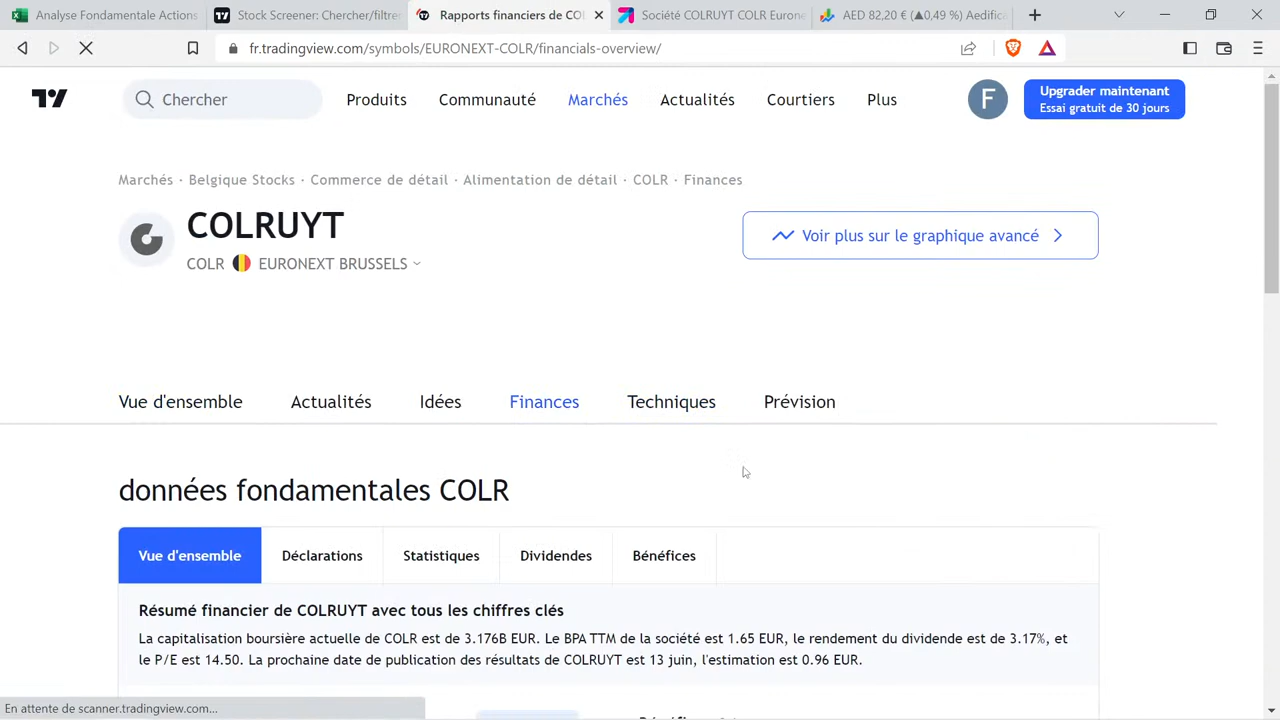 Analyse Fondamentale Actions
Stock Screener: Chercher/filtrer
Rapports financiers de CO
Société COLRUYT COLR Eurone
AED 82,20 € (▲0,49 %) Aedifica
fr.tradingview.com/symbols/EURONEXT-COLR/financials-overview/
Chercher
Produits
Communauté
Marchés
Actualités
Courtiers
Plus
F
Upgrader maintenant
Essai gratuit de 30 jours
Marchés · Belgique Stocks · Commerce de détail · Alimentation de détail · COLR · Finances
COLRUYT
COLR EURONEXT BRUSSELS
Voir plus sur le graphique avancé
Vue d'ensemble
Actualités
Idées
Finances
Techniques
Prévision
données fondamentales COLR
Vue d'ensemble
Déclarations
Statistiques
Dividendes
Bénéfices
Résumé financier de COLRUYT avec tous les chiffres clés
La capitalisation boursière actuelle de COLR est de 3.176B EUR. Le BPA TTM de la société est 1.65 EUR, le rendement du dividende est de 3.17%, et
le P/E est 14.50. La prochaine date de publication des résultats de COLRUYT est 13 juin, l'estimation est 0.96 EUR.
En attente de scanner.tradingview.com...